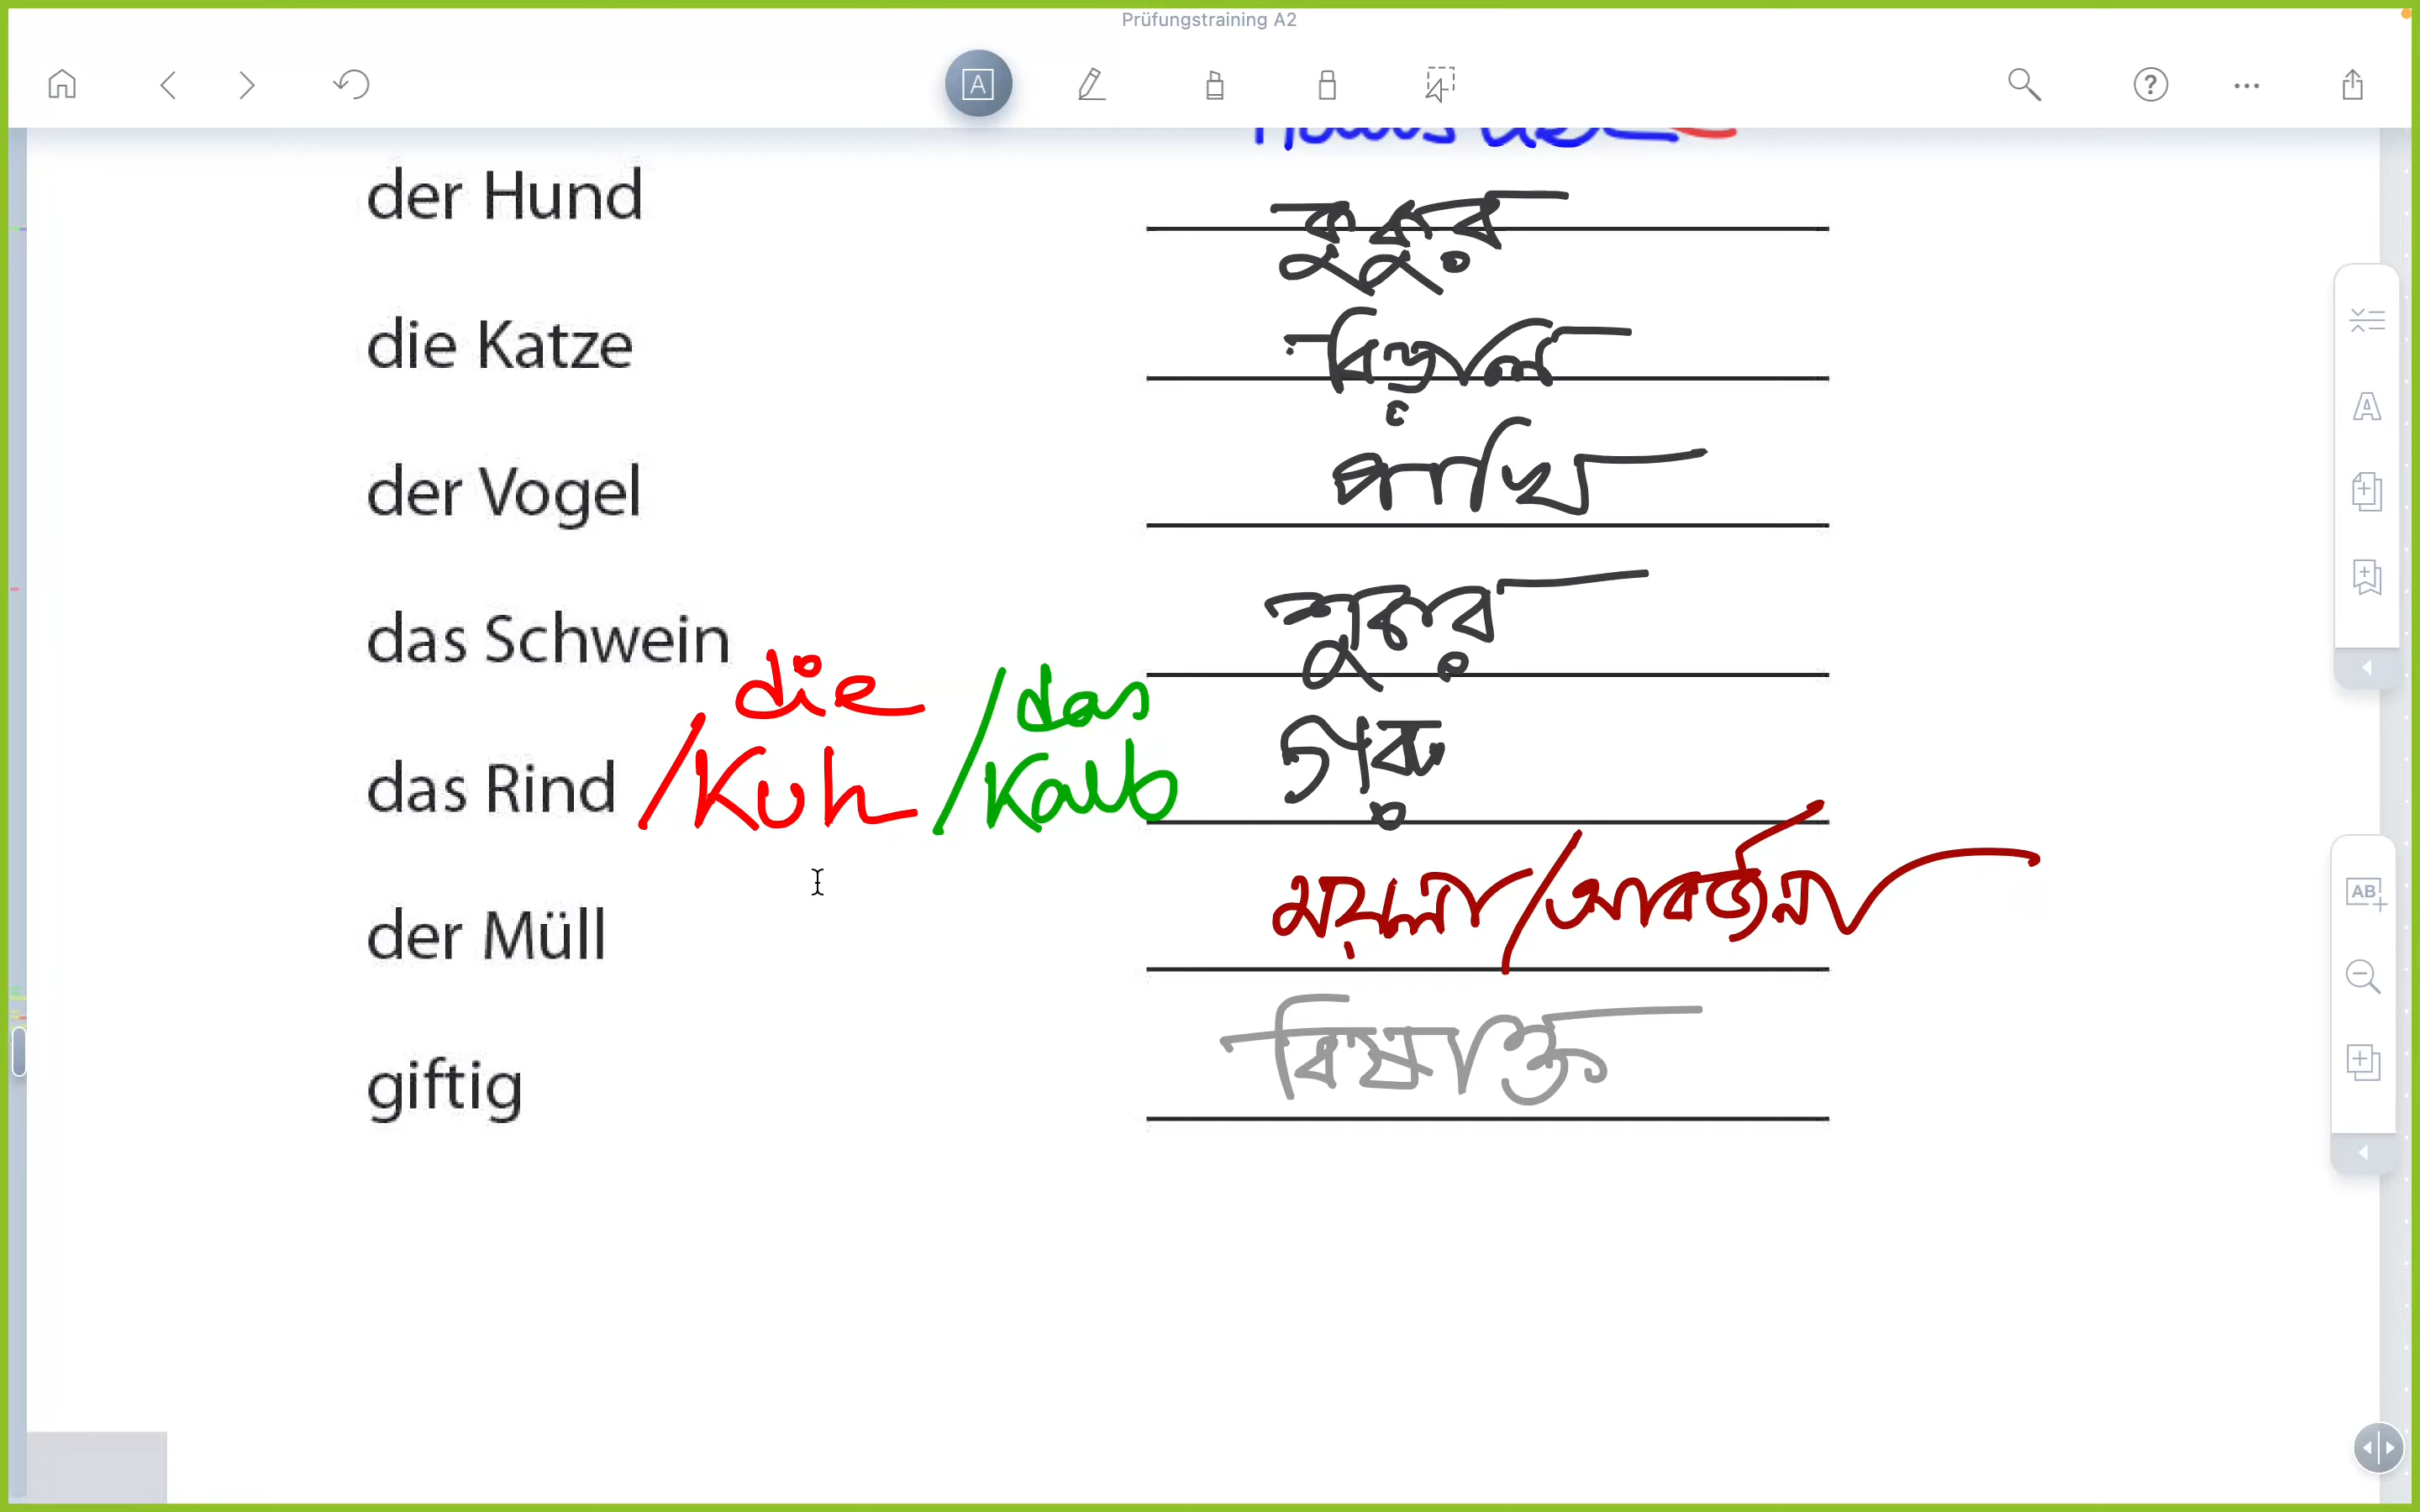 Prüfungstraining A2
der Hund কুকুর
die Katze বিড়াল
der Vogel পাখি
das Schwein শুকর
das Rind / die Kuh / das Kalb গরু
der Müll ময়লা/আবর্জনা
giftig বিষাক্ত